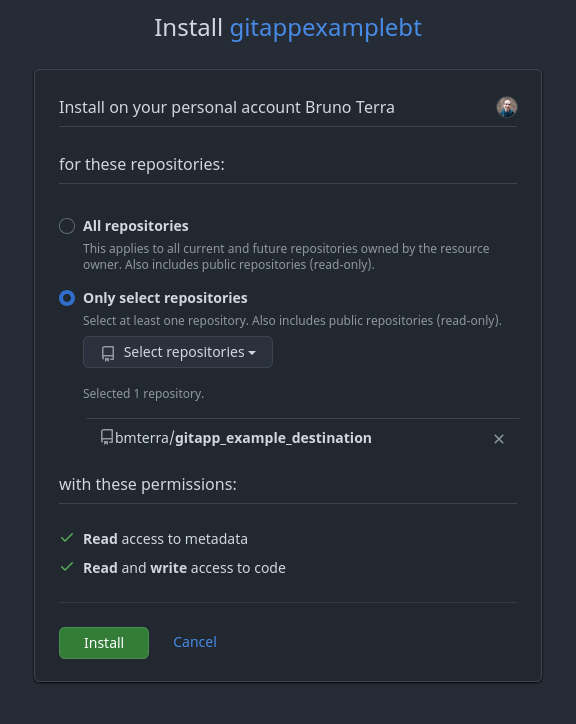 Install gitappexamplebt
Install on your personal account Bruno Terra
for these repositories:
All repositories
This applies to all current and future repositories owned by the resource
owner. Also includes public repositories (read-only).
Only select repositories
Select at least one repository. Also includes public repositories (read-only).
Select repositories
Selected 1 repository.
bmterra/gitapp_example_destination
with these permissions:
Read access to metadata
Read and write access to code
Install Cancel